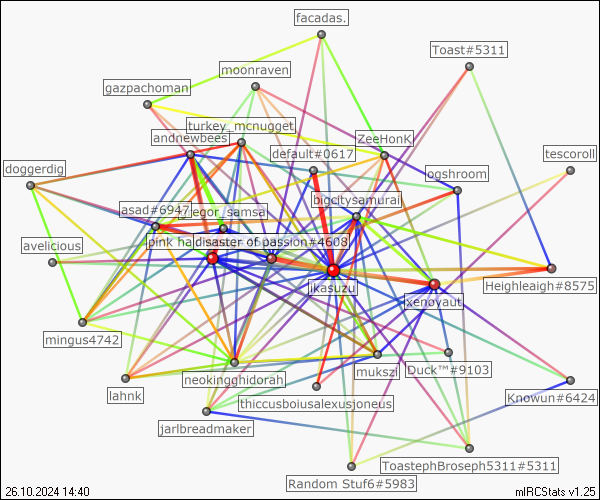 facadas.
Toast#5311
moonraven
gazpachoman
turkey_mcnugget
andnewbees
ZeeHonK
default#0617
tescoroll
doggerdig
ogshroom
bigcitysamurai
asad#6947
gregor_samsa
pink ha
disaster of passion#4608
avelicious
ikasuzu
Heighleaigh#8575
xenoyaut
mingus4742
mukszi
Duck™#9103
neokingghidorah
lahnk
Knowun#6424
thiccusboiusalexusjoneus
jarlbreadmaker
ToastephBroseph5311#5311
Random Stuf6#5983
26.10.2024 14:40
mIRCStats v1.25